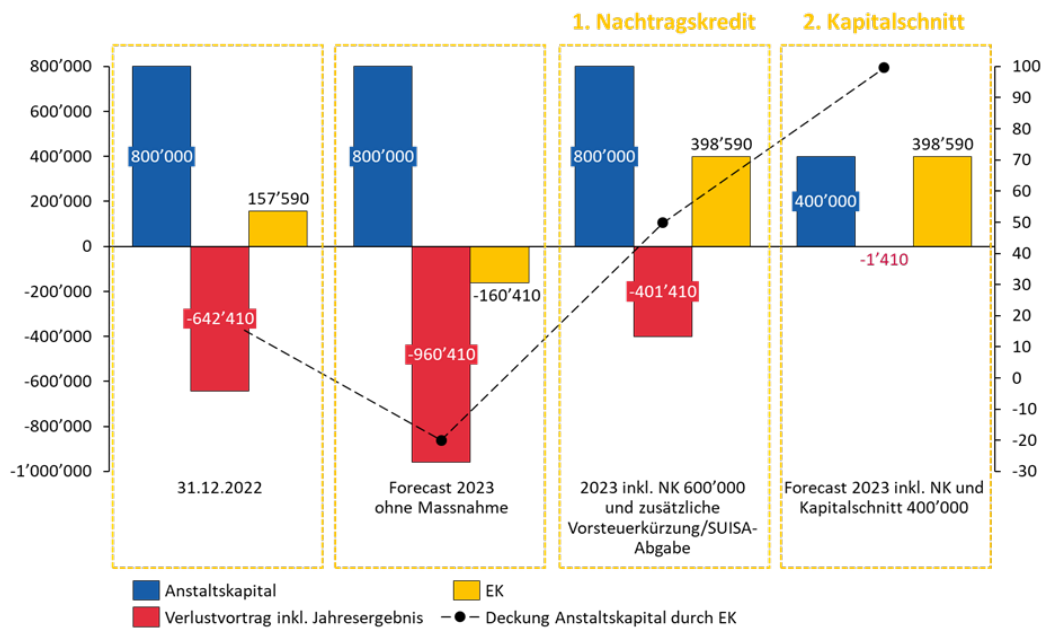 1. Nachtragskredit
2. Kapitalschnitt
800’000
600’000
400’000
200’000
0
-200’000
-400’000
-600’000
-800’000
-1’000’000
800’000
-642’410
157’590
800’000
-960’410
-160’410
800’000
-401’410
398’590
400’000
-1’410
398’590
100
90
80
70
60
50
40
30
20
10
0
-10
-20
-30
31.12.2022
Forecast 2023
ohne Massnahme
2023 inkl. NK 600’000
und zusätzliche
Vorsteuerkürzung/SUISA-
Abgabe
Forecast 2023 inkl. NK und
Kapitalschnitt 400’000
Anstaltskapital
EK
Verlustvortrag inkl. Jahresergebnis
Deckung Anstaltskapital durch EK